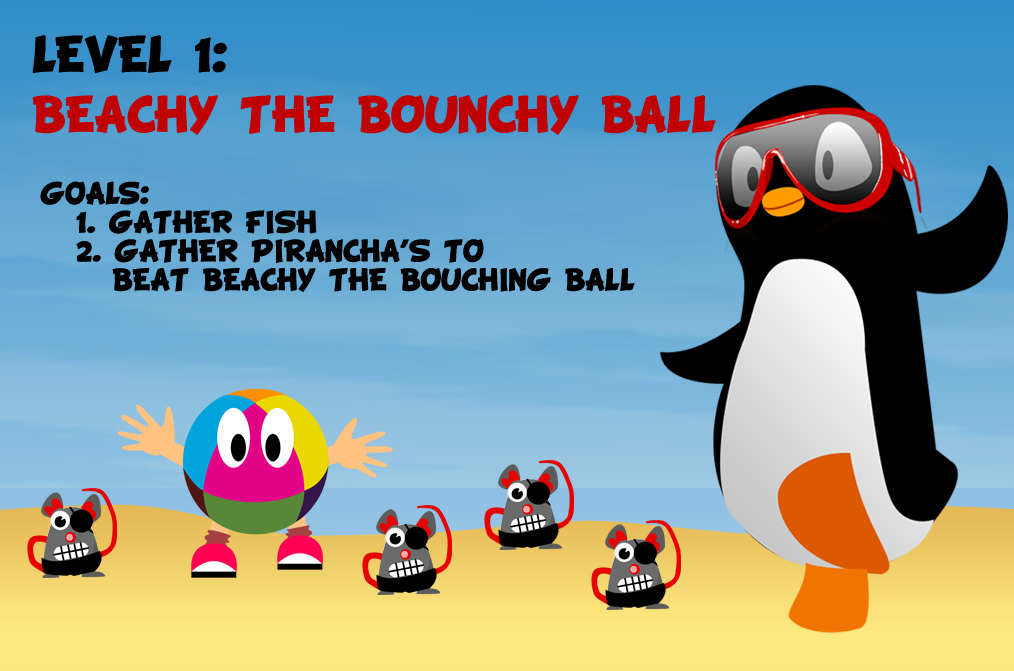 LEVEL 1:
BEACHY THE BOUNCHY BALL
GOALS:
1. GATHER FISH
2. GATHER PIRANCHA'S TO
BEAT BEACHY THE BOUCHING BALL